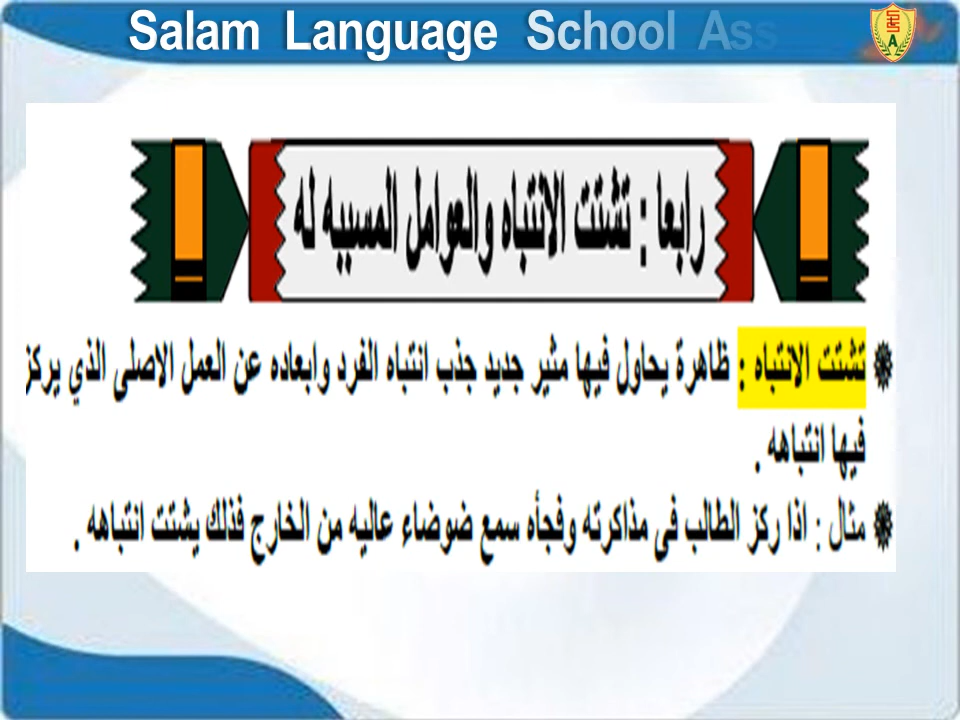 Salam Language School Ass
رابعا : تشتت الانتباه والعوامل المسببه له
تشتت الانتباه : ظاهرة يحاول فيها مثير جديد جذب انتباه الفرد وابعاده عن العمل الاصلى الذي يركز
فيها انتباهه .
مثال : اذا ركز الطالب فى مذاكرته وفجأه سمع ضوضاء عاليه من الخارج فذلك يشتت انتباهه .